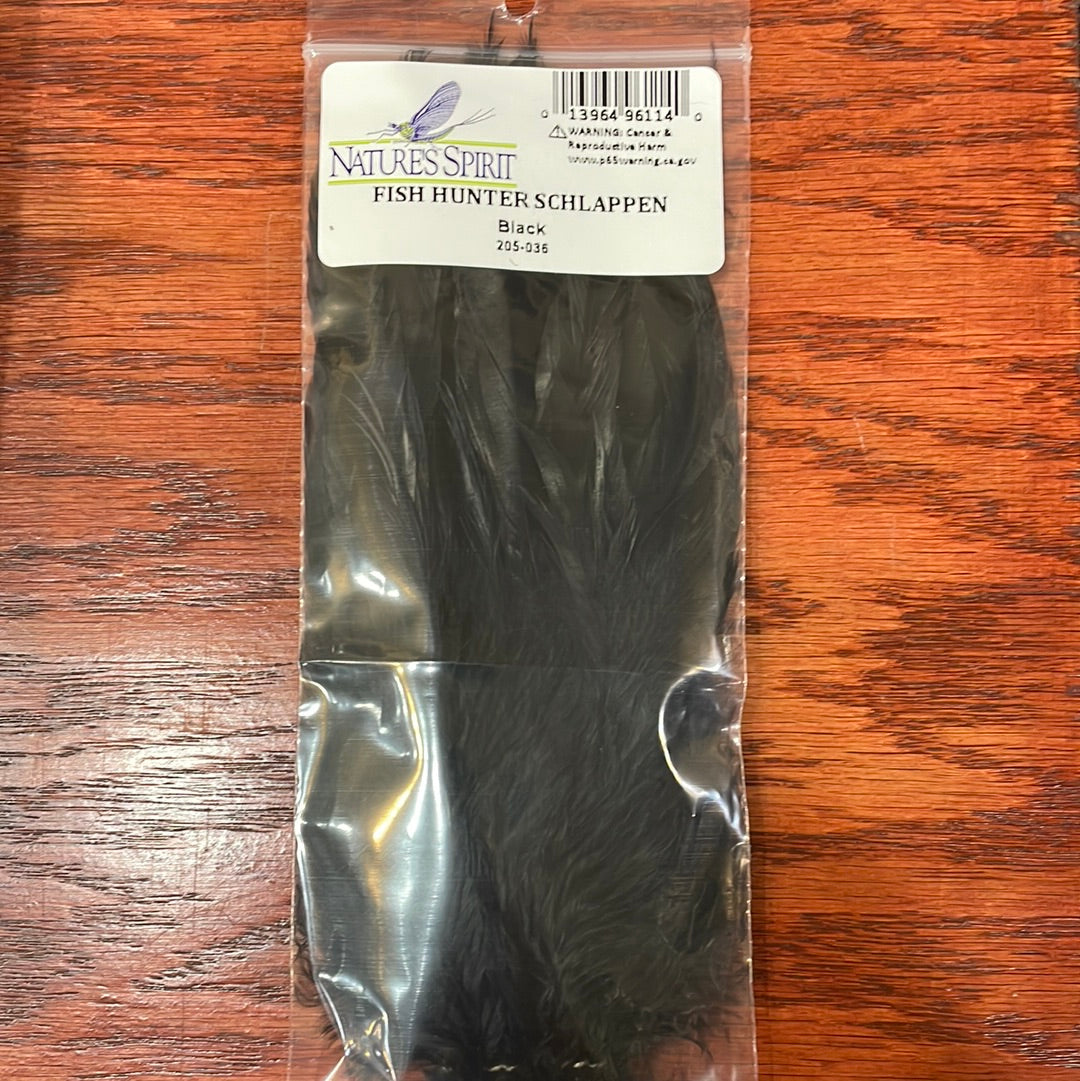 0 13964 96114 0
WARNING: Cancer &
Reproductive Harm
www.p65warning.ca.gov
NATURE'S SPIRIT
FISH HUNTER SCHLAPPEN
Black
205-036